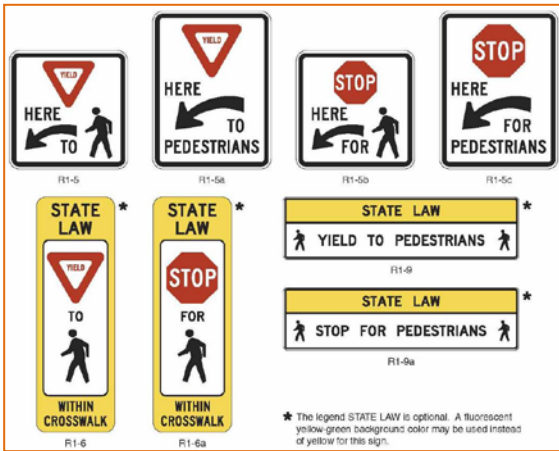 YIELD
HERE
TO
R1-5
YIELD
HERE
TO
PEDESTRIANS
R1-5a
STOP
HERE
FOR
R1-5b
STOP
HERE
FOR
PEDESTRIANS
R1-5c
STATE
LAW
*
YIELD
TO
WITHIN
CROSSWALK
R1-6
STATE
LAW
*
STOP
FOR
WITHIN
CROSSWALK
R1-6a
STATE LAW
*
YIELD TO PEDESTRIANS
R1-9
STATE LAW
*
STOP FOR PEDESTRIANS
R1-9a
* The legend STATE LAW is optional. A fluorescent
yellow-green background color may be used instead
of yellow for this sign.